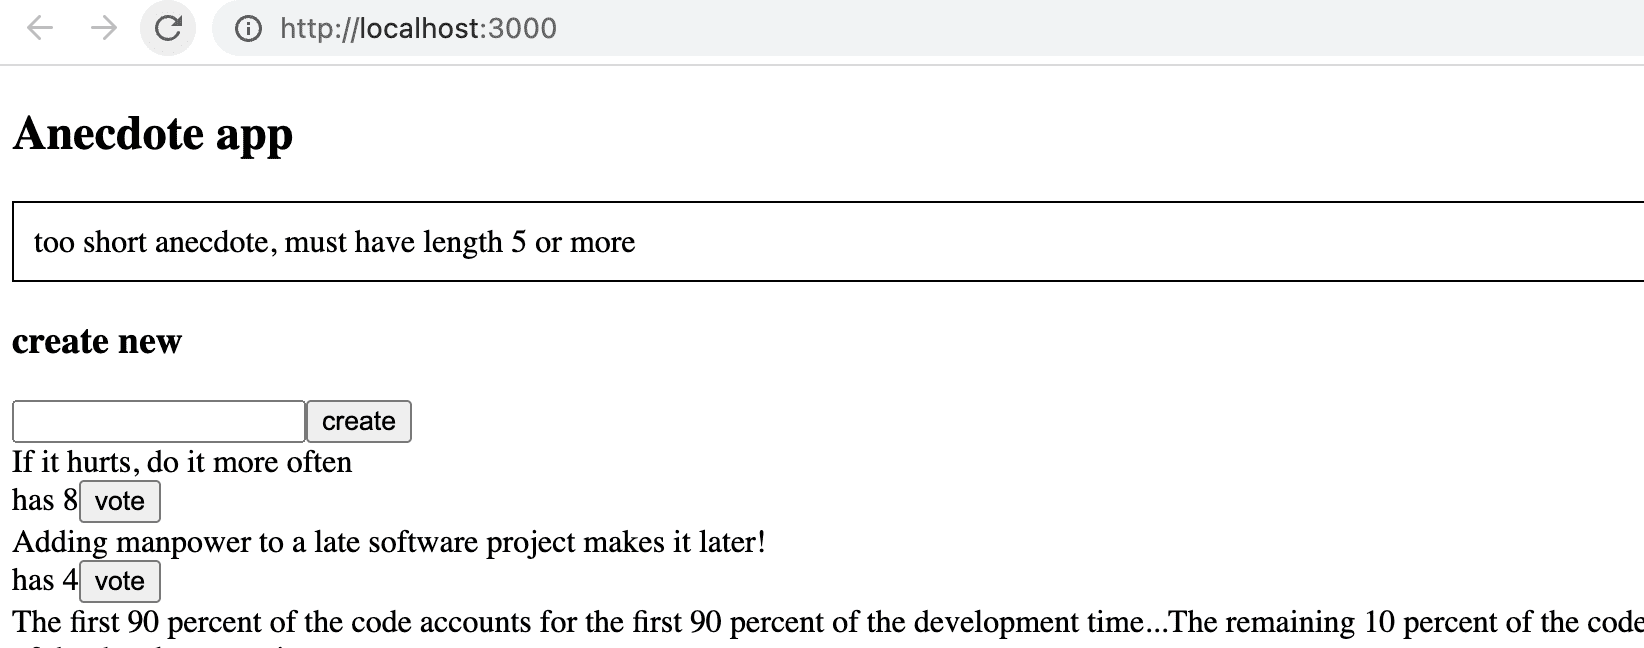 http://localhost:3000
Anecdote app
too short anecdote, must have length 5 or more
create new
create
If it hurts, do it more often
has 8 vote
Adding manpower to a late software project makes it later!
has 4 vote
The first 90 percent of the code accounts for the first 90 percent of the development time...The remaining 10 percent of the code